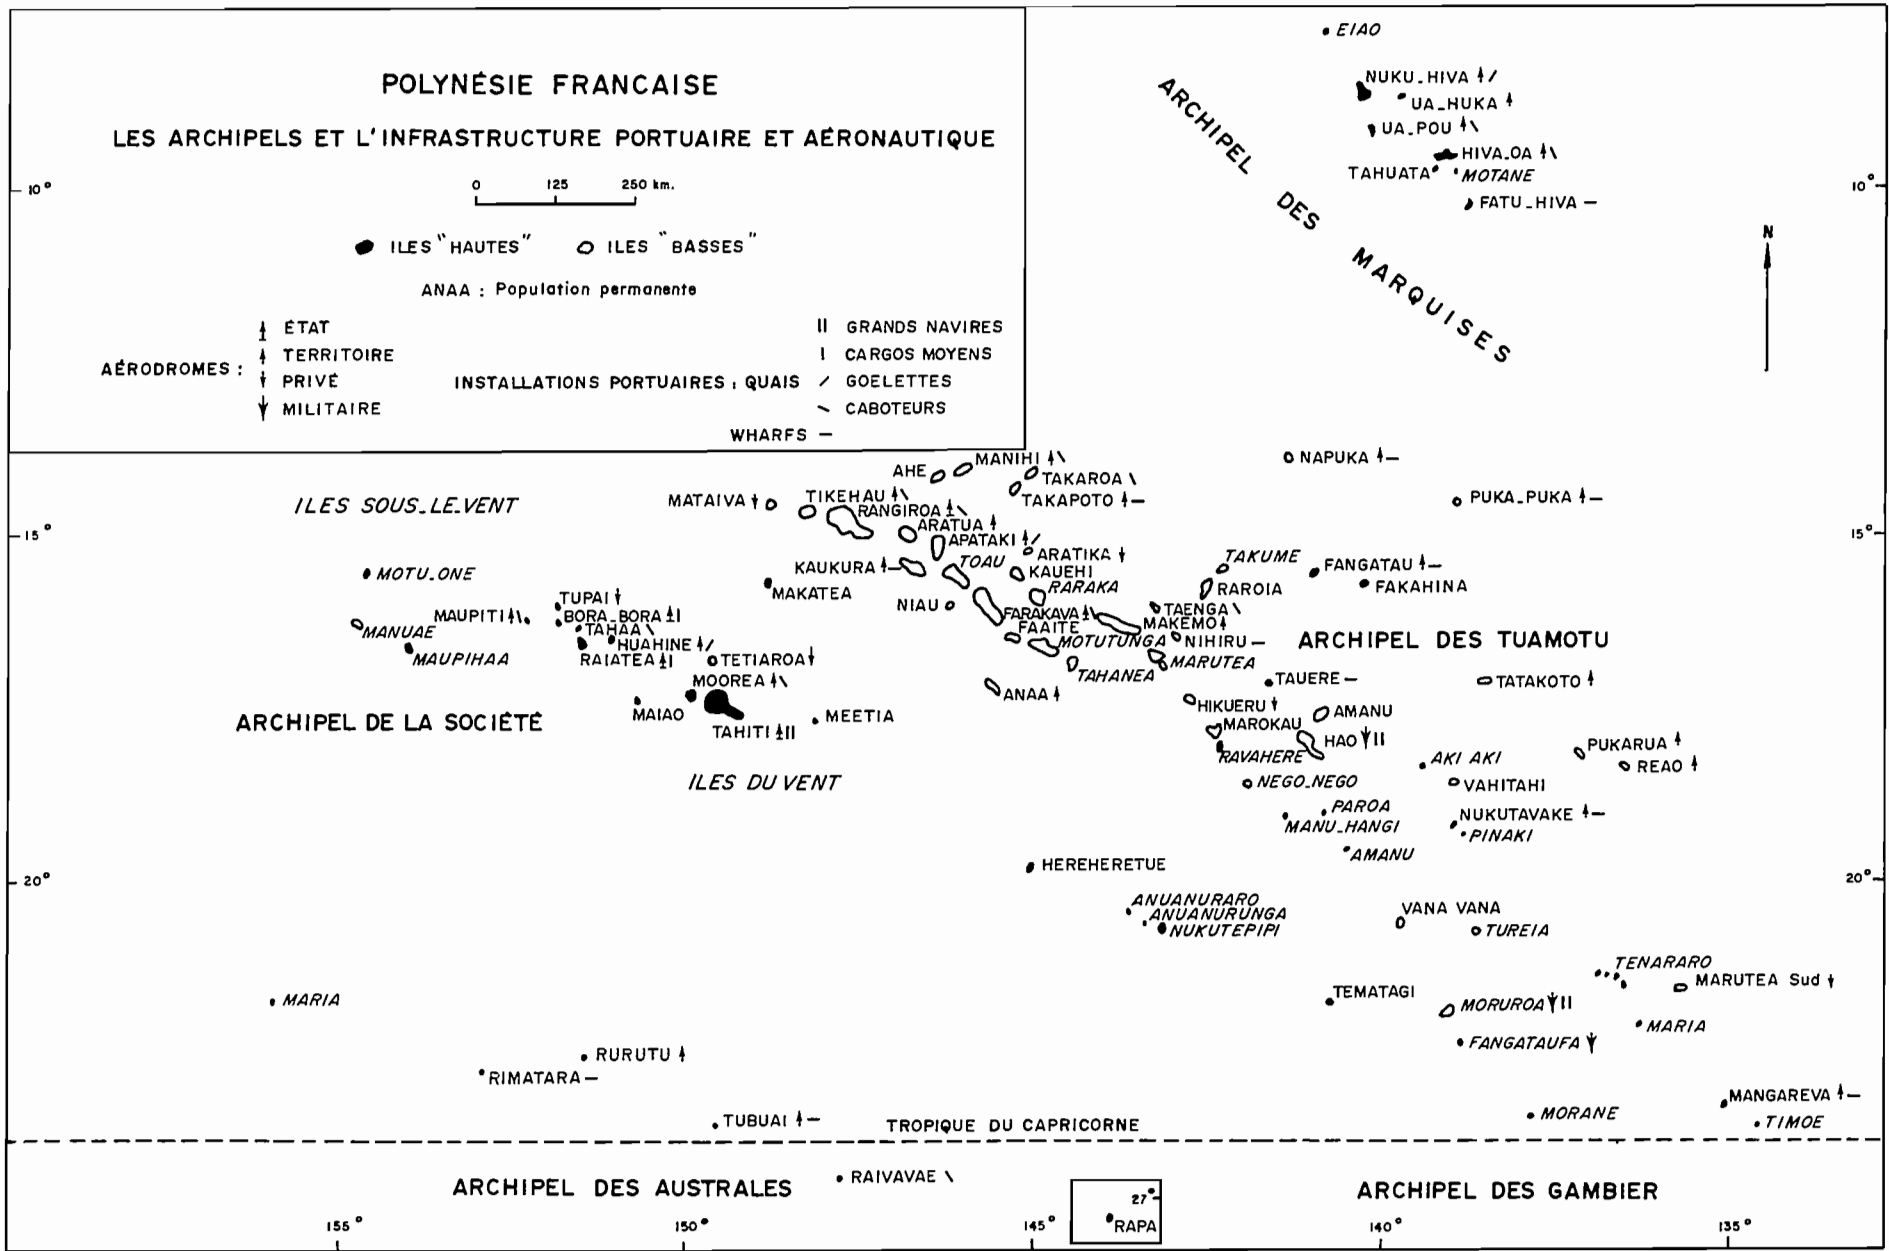 POLYNÉSIE FRANCAISE
LES ARCHIPELS ET L'INFRASTRUCTURE PORTUAIRE ET AÉRONAUTIQUE
0 125 250 km.
ILES "HAUTES" ILES "BASSES"
ANAA : Population permanente
AÉRODROMES :
ÉTAT
TERRITOIRE
PRIVÉ
MILITAIRE
INSTALLATIONS PORTUAIRES : QUAIS
GRANDS NAVIRES
CARGOS MOYENS
GOELETTES
CABOTEURS
WHARFS —
10°
10°
EIAO
NUKU_HIVA
UA_HUKA
UA_POU
HIVA_OA
TAHUATA
MOTANE
FATU_HIVA —
ARCHIPEL DES MARQUISES
N
ILES SOUS_LE_VENT
MATAIVA
TIKEHAU
RANGIROA
AHE
MANIHI
TAKAROA
TAKAPOTO —
ARATUA
APATAKI
NAPUKA —
PUKA_PUKA —
15°
15°
MOTU_ONE
MAKATEA
KAUKURA —
TOAU
ARATIKA
KAUEHI
RARAKA
NIAU
FARAKAVA
FAAITE
TAKUME
RAROIA
FANGATAU —
FAKAHINA
TAENGA
MAKEMO
NIHIRU —
MOTUTUNGA
MARUTEA
TAHANEA
ANAA
ARCHIPEL DES TUAMOTU
TUPAI
MAUPITI
BORA_BORA
TAHAA
HUAHINE
RAIATEA
MANUAE
MAUPIHAA
TETIAROA
MOOREA
MAIAO
TAHITI
MEETIA
ARCHIPEL DE LA SOCIÉTÉ
ILES DU VENT
TAUERE —
TATAKOTO
HIKUERU
AMANU
MAROKAU
HAO
RAVAHERE
PUKARUA
AKI AKI
REAO
NEGO_NEGO
VAHITAHI
PAROA
MANU_HANGI
NUKUTAVAKE —
PINAKI
AMANU
HEREHERETUE
20°
20°
ANUANURARO
ANUANURUNGA
NUKUTEPIPI
VANA VANA
TUREIA
TENARARO
MARUTEA Sud
TEMATAGI
MORUROA
MARIA
FANGATAUFA
MARIA
RURUTU
RIMATARA —
TUBUAI —
TROPIQUE DU CAPRICORNE
MORANE
MANGAREVA —
TIMOE
ARCHIPEL DES AUSTRALES
RAIVAVAE
27°
RAPA
ARCHIPEL DES GAMBIER
155° 150° 145° 140° 135°